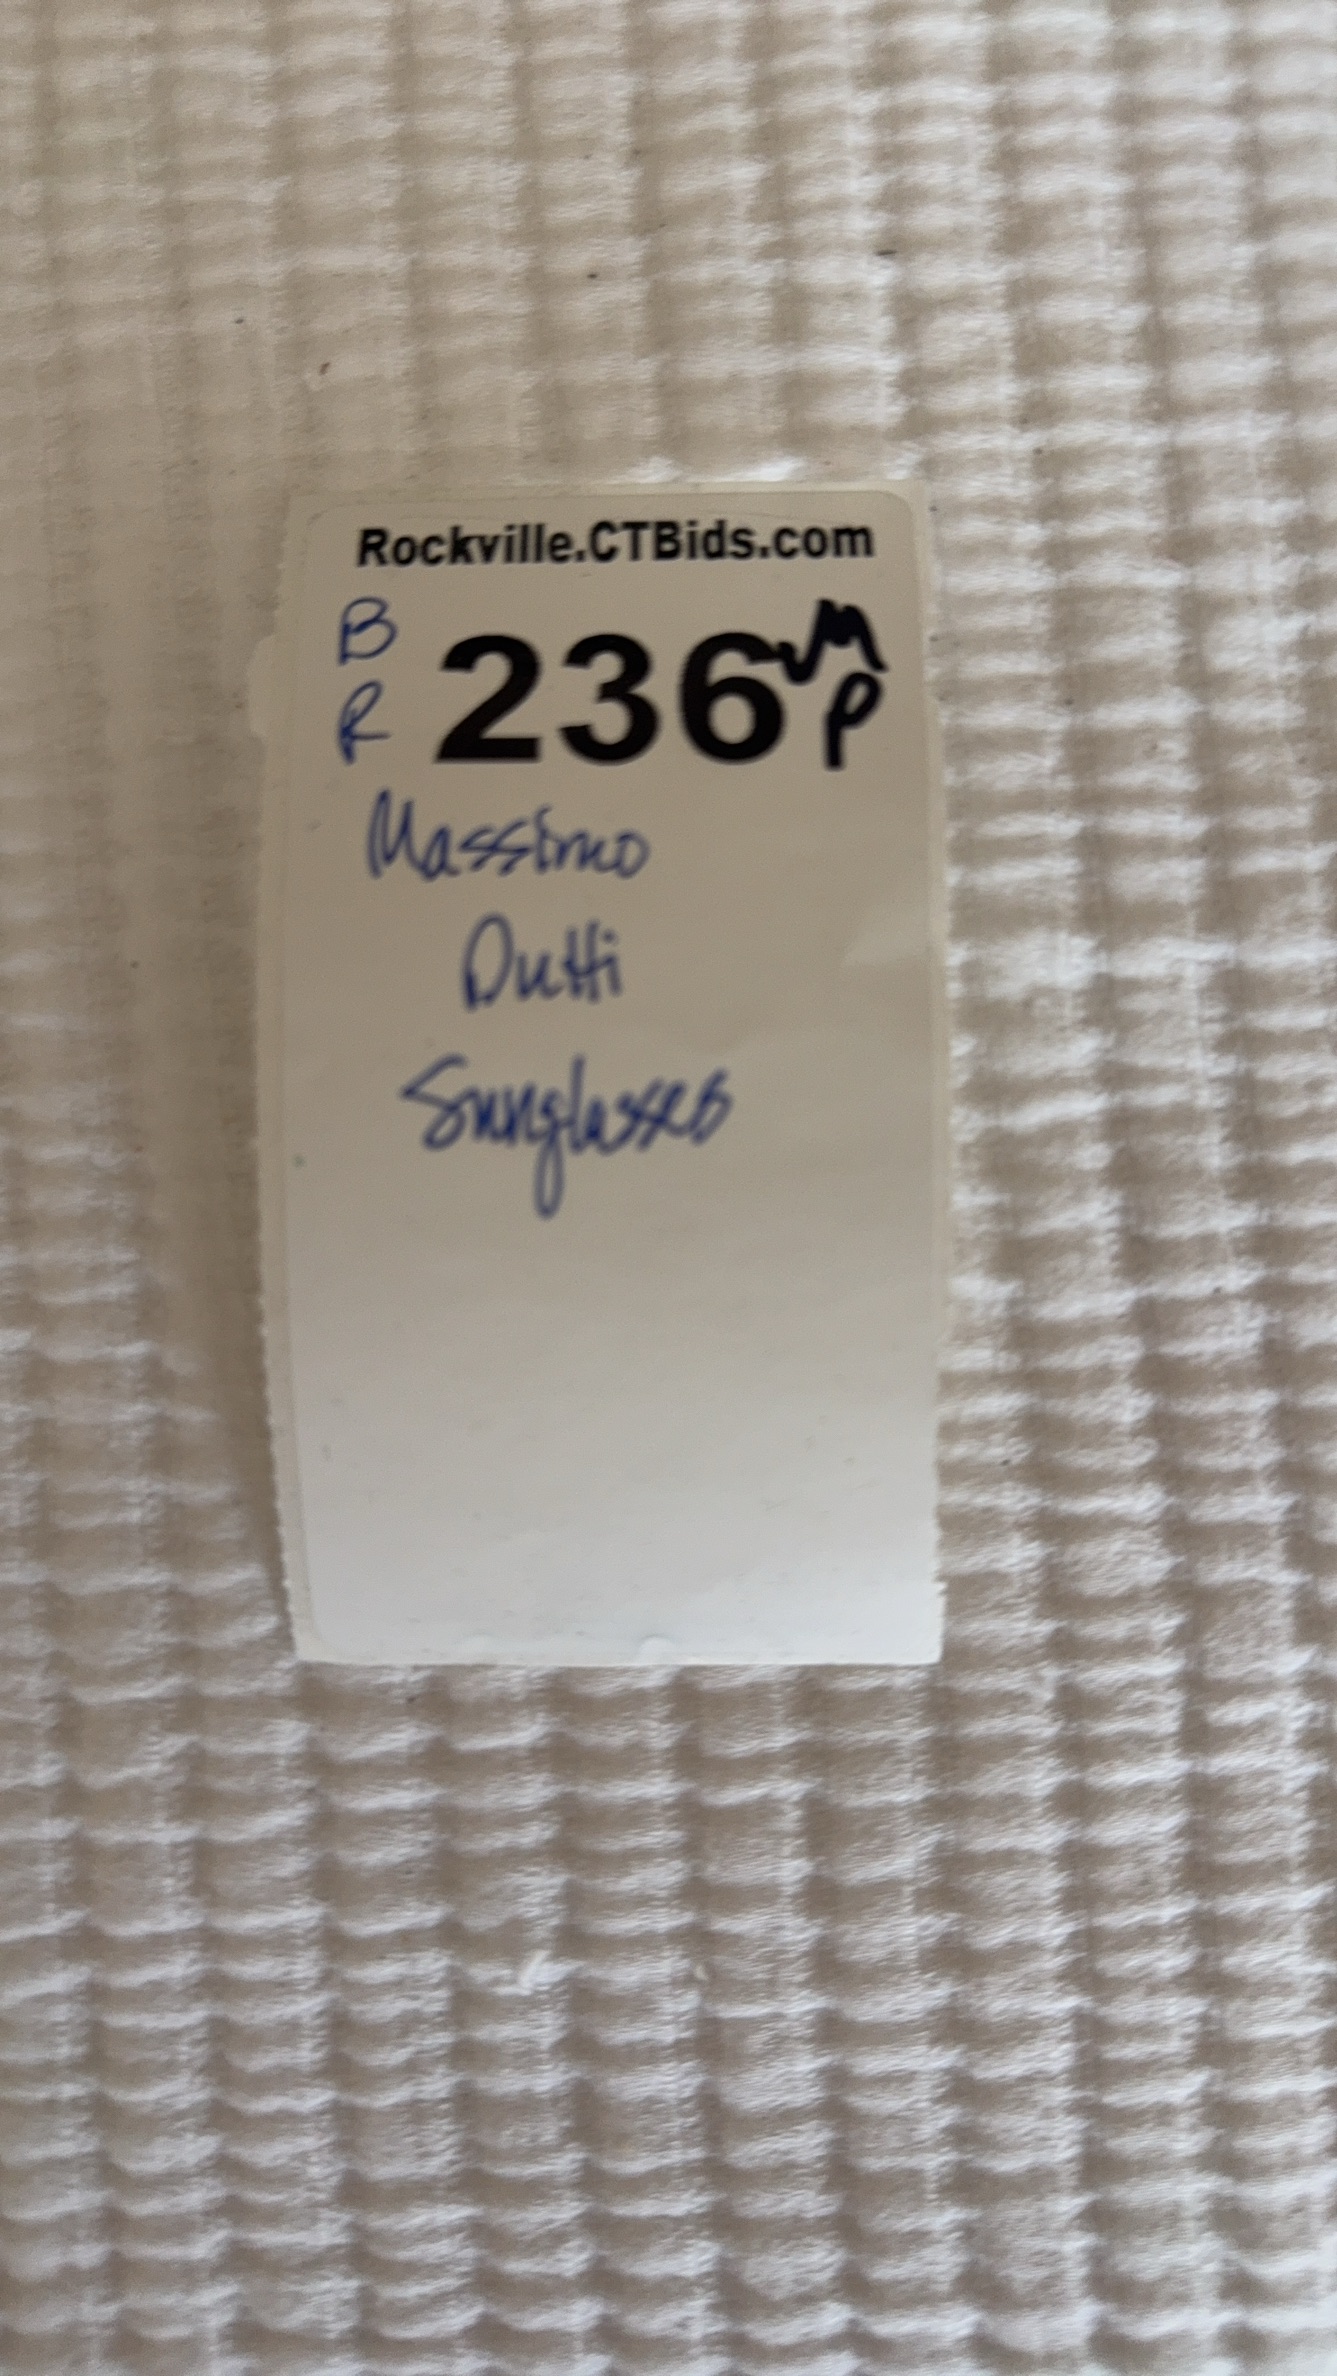 Rockville.CTBids.com
B
R
236
M
P
Massimo
Dutti
Sunglasses